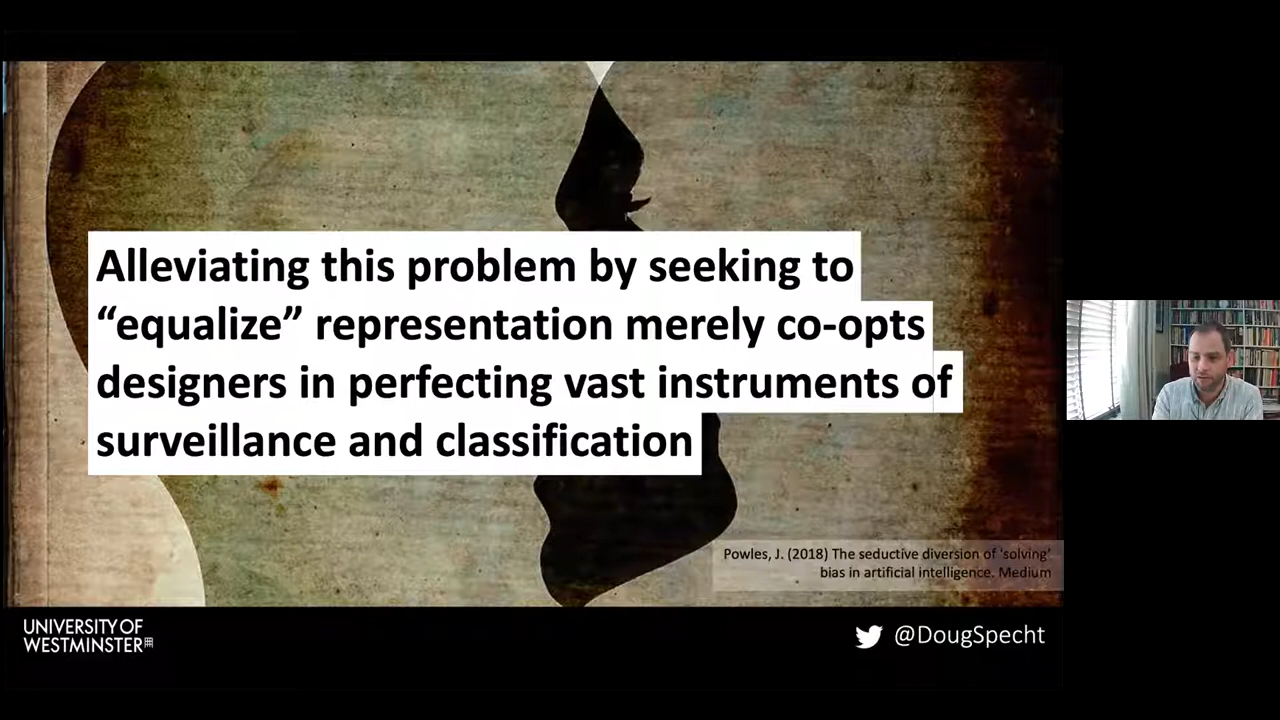 Alleviating this problem by seeking to
“equalize” representation merely co-opts
designers in perfecting vast instruments of
surveillance and classification
Powles, J. (2018) The seductive diversion of ‘solving’
bias in artificial intelligence. Medium
UNIVERSITY OF
WESTMINSTER
@DougSpecht